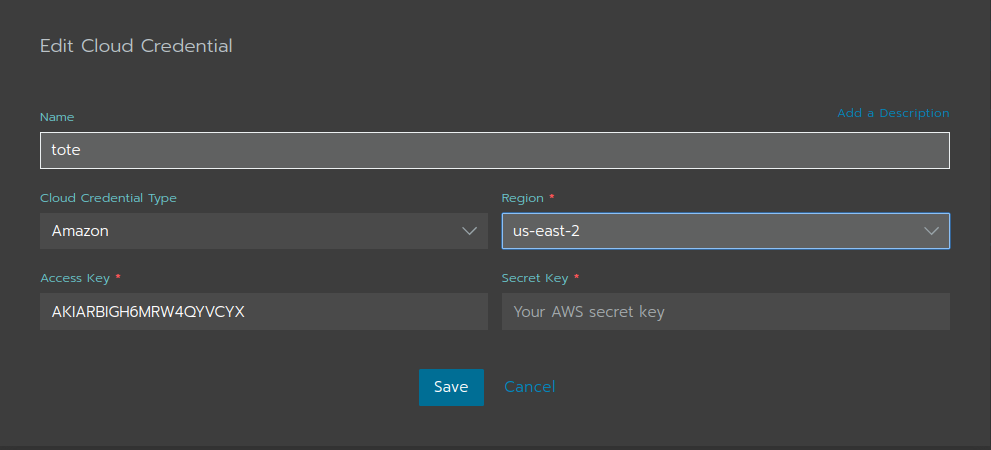 Edit Cloud Credential
Name
Add a Description
tote
Cloud Credential Type
Region *
Amazon
us-east-2
Access Key *
Secret Key *
AKIARBIGH6MRW4QYVCYX
Your AWS secret key
Save
Cancel